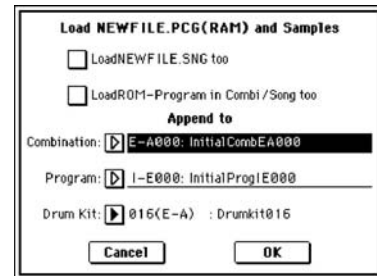 Load NEWFILE.PCG(RAM) and Samples
LoadNEWFILE.SNG too
LoadROM-Program in Combi/Song too
Append to
Combination: E-A000: InitialCombEA000
Program: I-E000: InitialProgIE000
Drum Kit: 016(E-A) : Drumkit016
Cancel OK